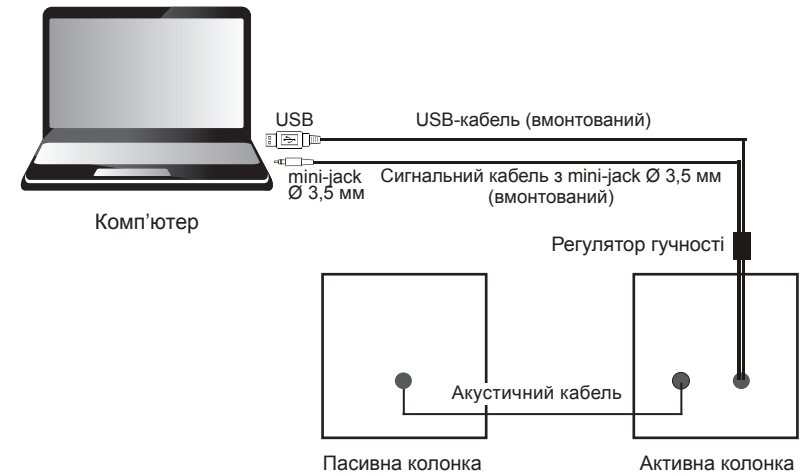 USB
USB-кабель (вмонтований)
mini-jack
Ø 3,5 мм
Сигнальний кабель з mini-jack Ø 3,5 мм
(вмонтований)
Комп’ютер
Регулятор гучності
Акустичний кабель
Пасивна колонка
Активна колонка